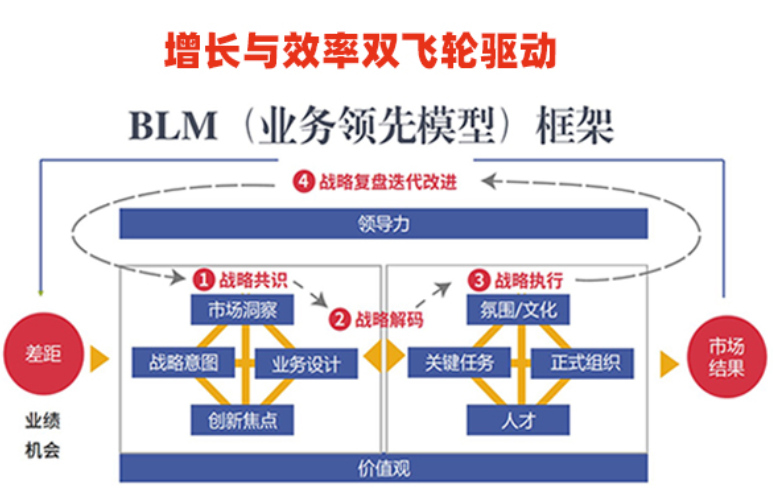 增长与效率双飞轮驱动
BLM（业务领先模型）框架
4 战略复盘迭代改进
领导力
1 战略共识
3 战略执行
市场洞察
氛围/文化
2 战略解码
差距
市场
结果
战略意图
业务设计
关键任务
正式组织
业绩
机会
创新焦点
人才
价值观